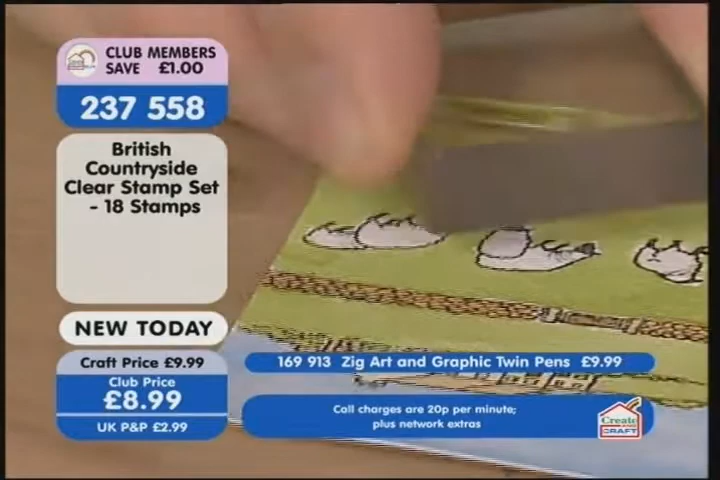 CLUB MEMBERS
SAVE £1.00
237 558
British
Countryside
Clear Stamp Set
- 18 Stamps
NEW TODAY
Craft Price £9.99
Club Price
£8.99
UK P&P £2.99
169 913 Zig Art and Graphic Twin Pens £9.99
Call charges are 20p per minute;
plus network extras
Create
CRAFT